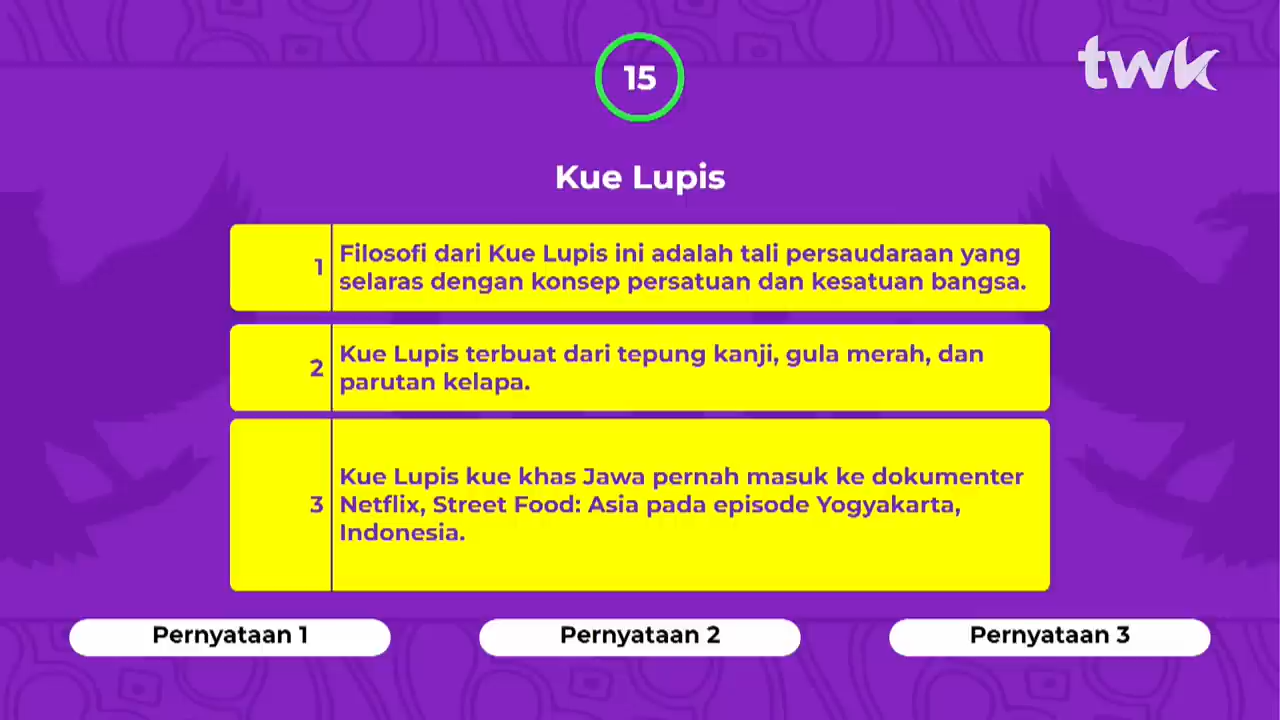 15
twk
Kue Lupis
1
Filosofi dari Kue Lupis ini adalah tali persaudaraan yang
selaras dengan konsep persatuan dan kesatuan bangsa.
2
Kue Lupis terbuat dari tepung kanji, gula merah, dan
parutan kelapa.
3
Kue Lupis kue khas Jawa pernah masuk ke dokumenter
Netflix, Street Food: Asia pada episode Yogyakarta,
Indonesia.
Pernyataan 1
Pernyataan 2
Pernyataan 3